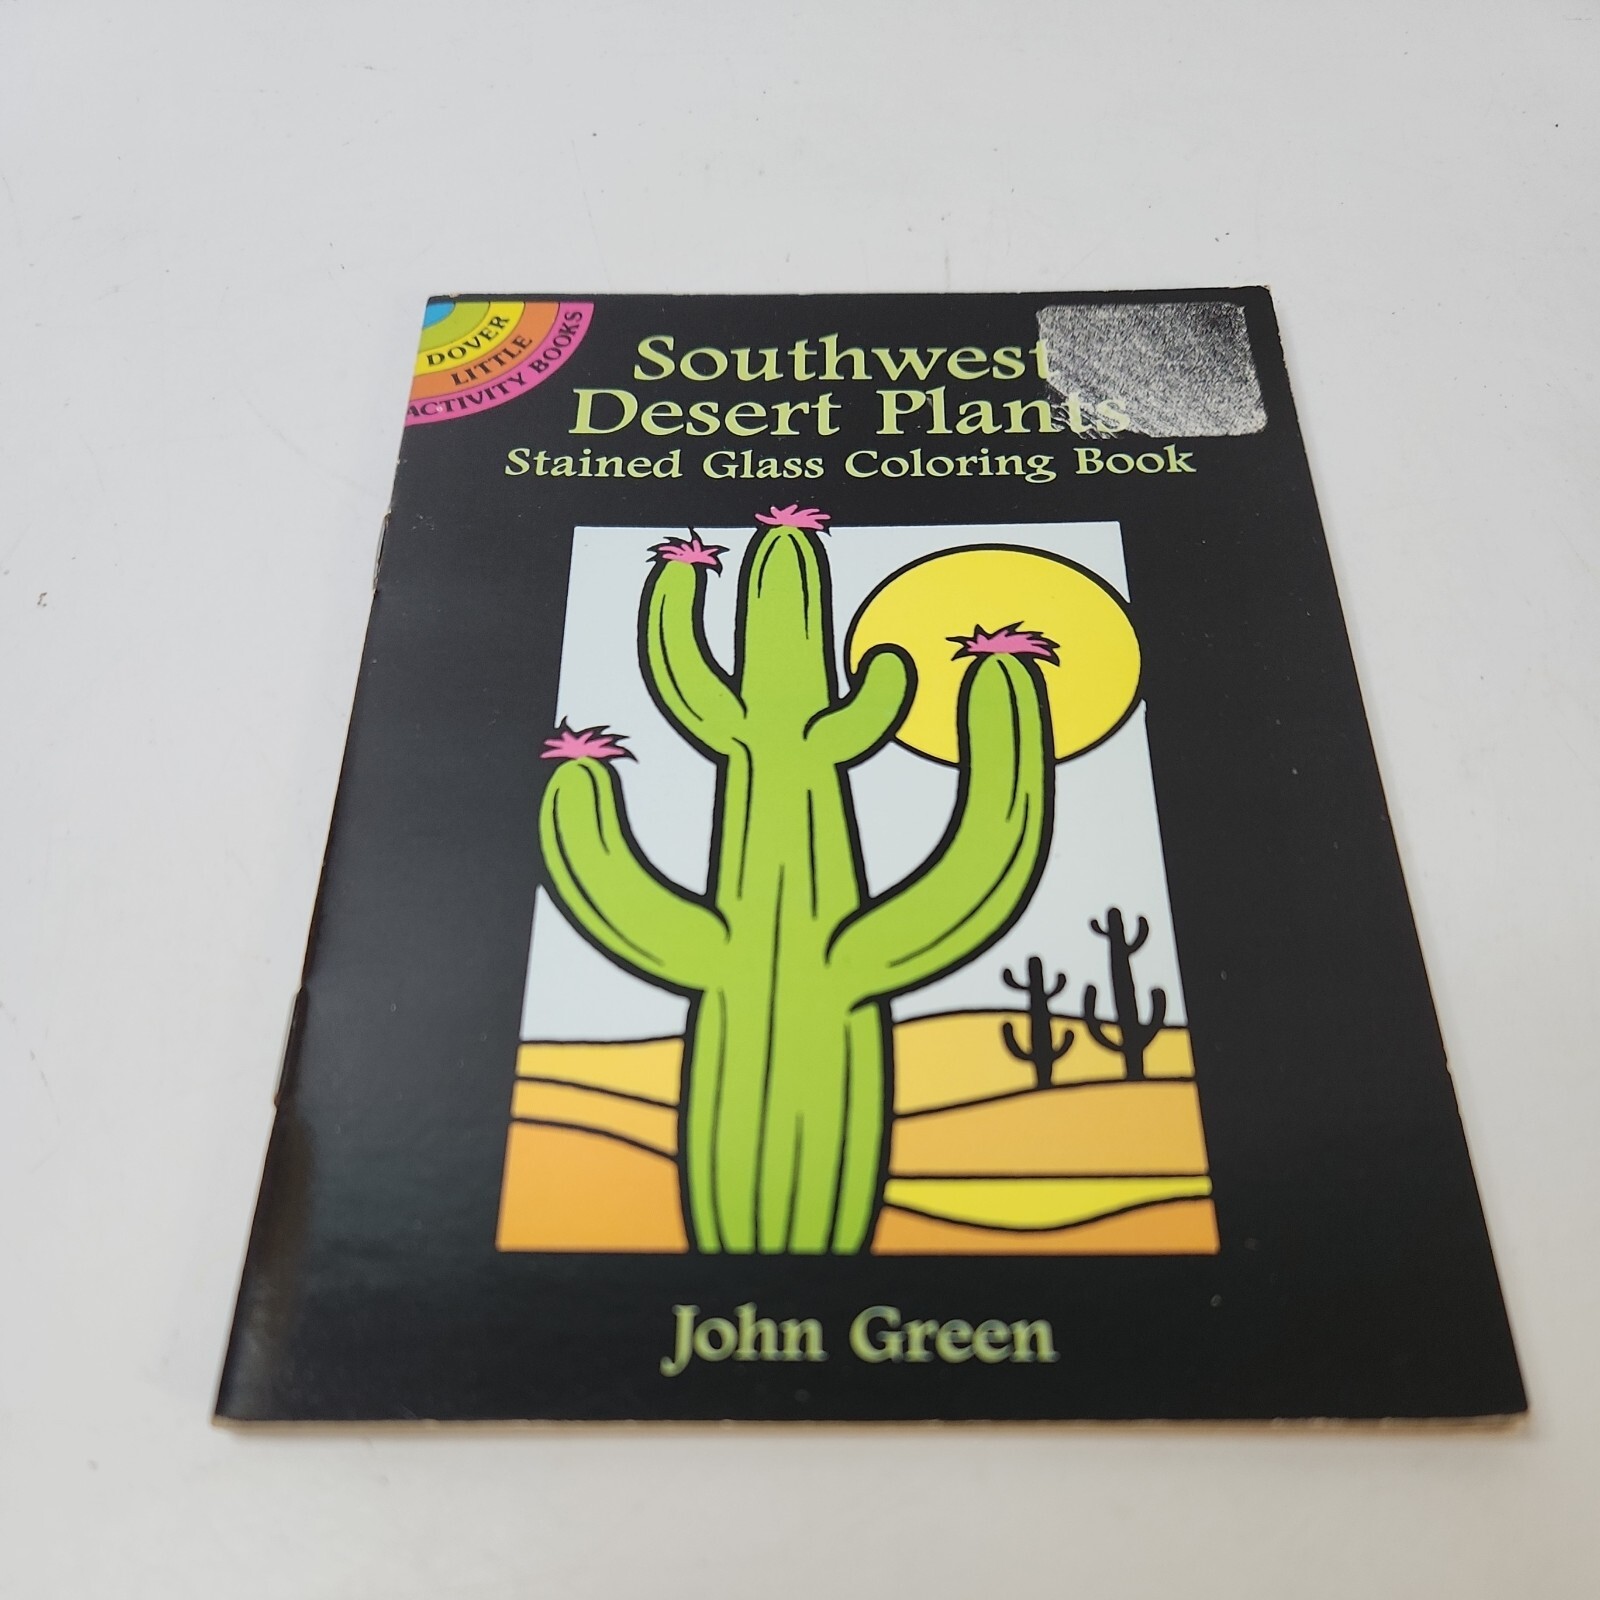 DOVER
LITTLE
ACTIVITY BOOKS
Southwest
Desert Plants
Stained Glass Coloring Book
John Green